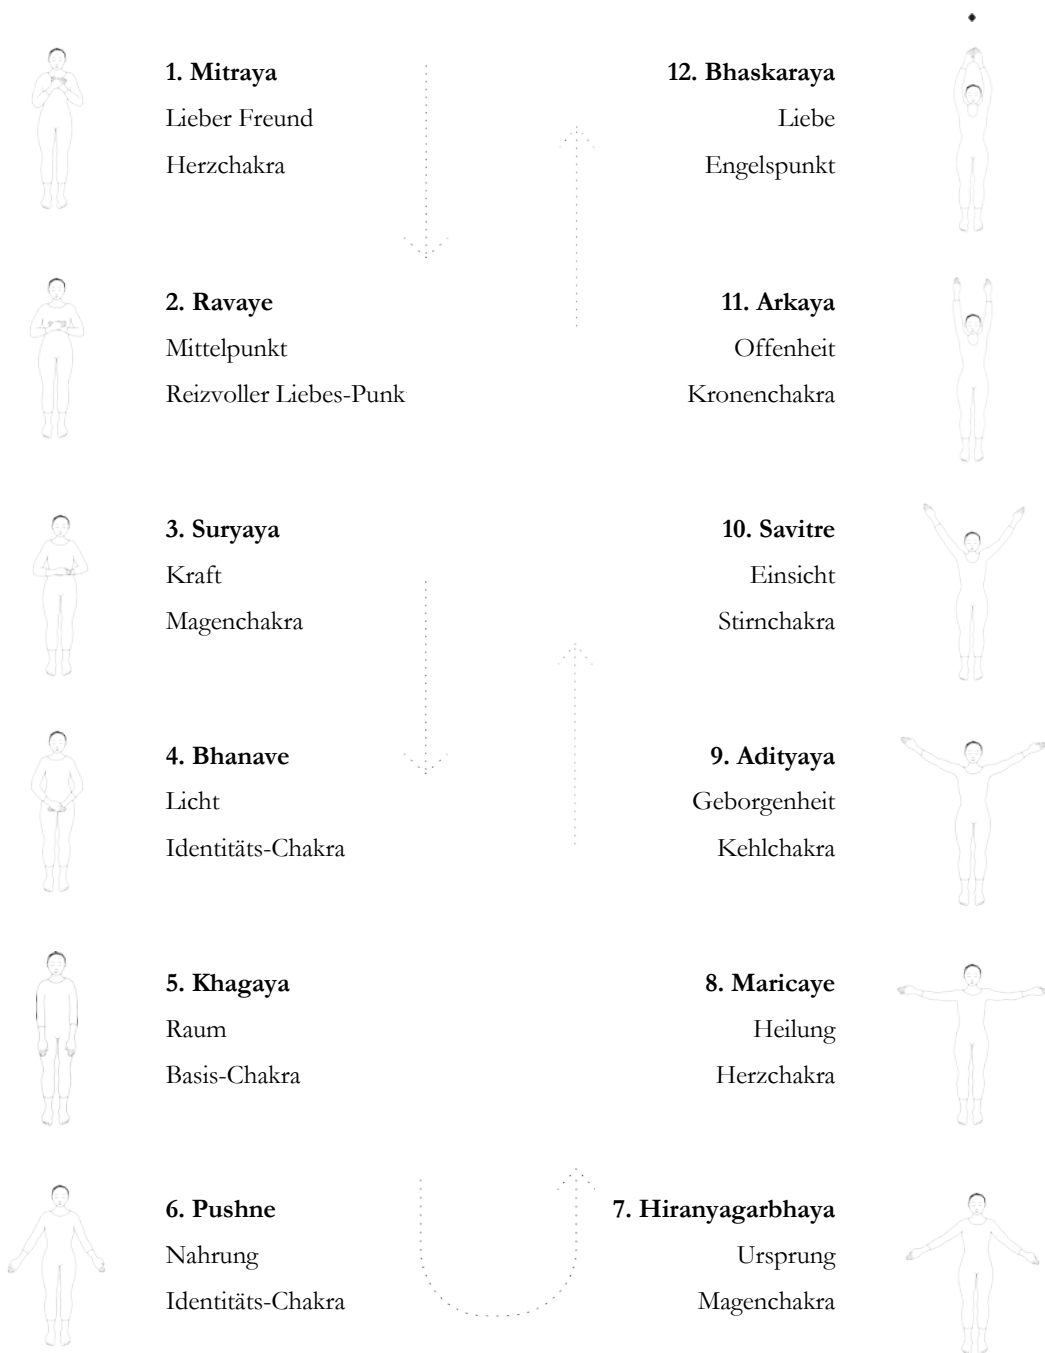 1. Mitraya
Lieber Freund
Herzchakra
2. Ravaye
Mittelpunkt
Reizvoller Liebes-Punk
3. Suryaya
Kraft
Magenchakra
4. Bhanave
Licht
Identitäts-Chakra
5. Khagaya
Raum
Basis-Chakra
6. Pushne
Nahrung
Identitäts-Chakra
7. Hiranyagarbhaya
Ursprung
Magenchakra
8. Maricaye
Heilung
Herzchakra
9. Adityaya
Geborgenheit
Kehlchakra
10. Savitre
Einsicht
Stirnchakra
11. Arkaya
Offenheit
Kronenchakra
12. Bhaskaraya
Liebe
Engelspunkt